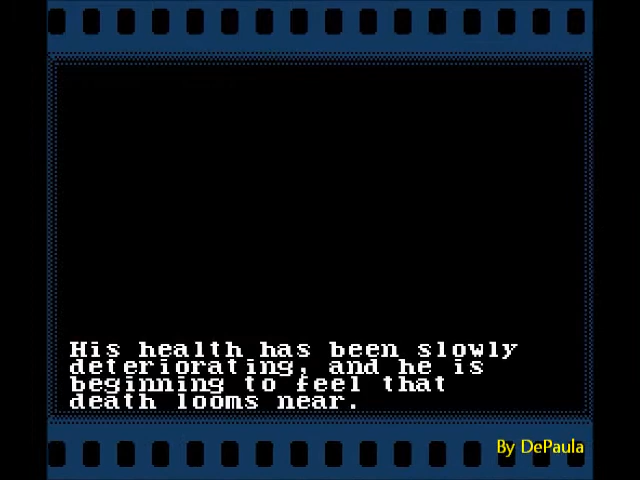 His health has been slowly
deteriorating, and he is
beginning to feel that
death looms near.
By DePaula